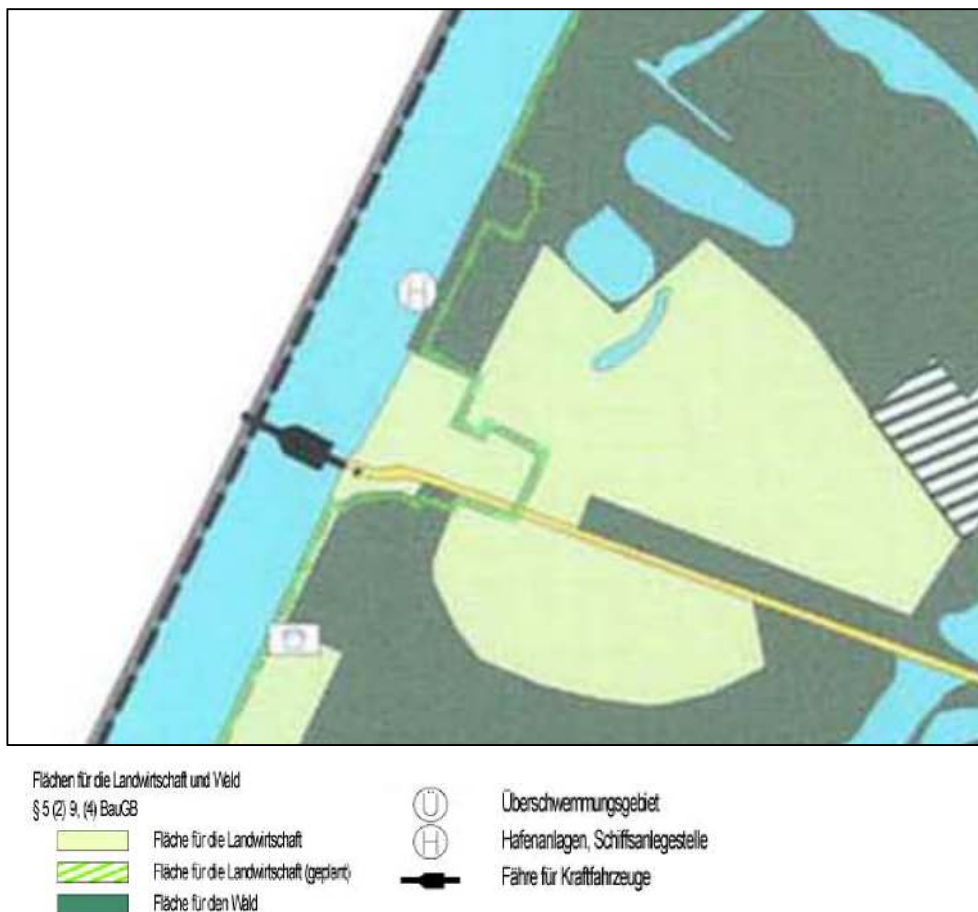 H
Ü
Flächen für die Landwirtschaft und Wald
§ 5 (2) 9, (4) BauGB
Fläche für die Landwirtschaft
Fläche für die Landwirtschaft (geplant)
Fläche für den Wald
Ü Überschwemmungsgebiet
H Hafenanlagen, Schiffsanlegestelle
Fähre für Kraftfahrzeuge